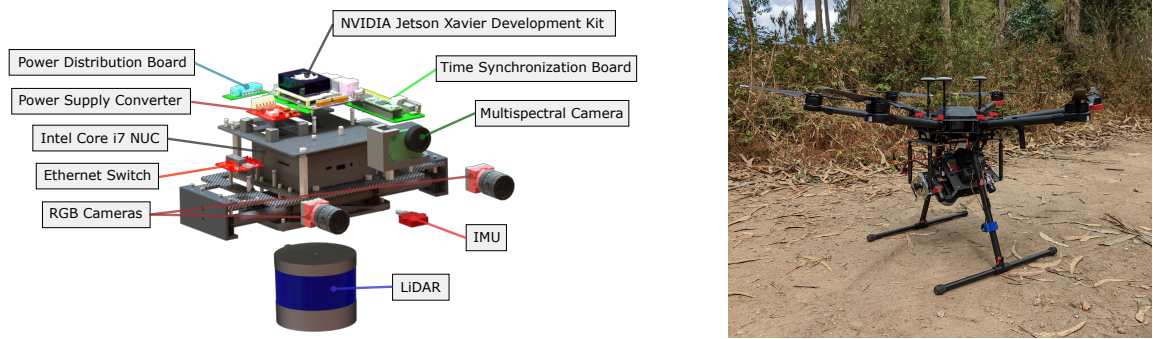 NVIDIA Jetson Xavier Development Kit
Power Distribution Board
Time Synchronization Board
Power Supply Converter
Multispectral Camera
Intel Core i7 NUC
Ethernet Switch
RGB Cameras
IMU
LiDAR